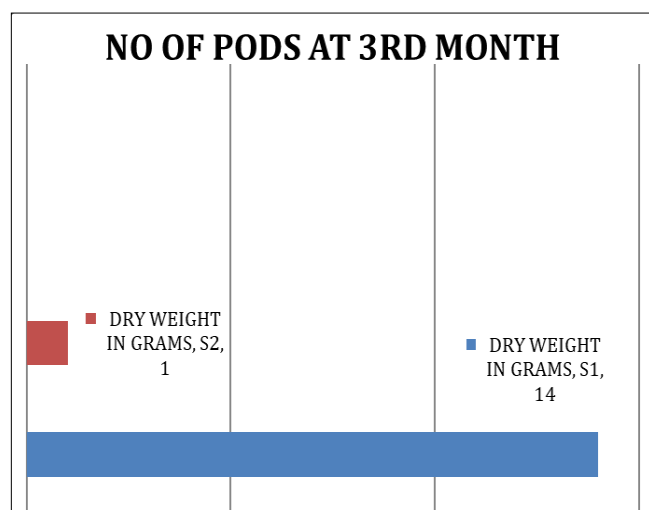 NO OF PODS AT 3RD MONTH
DRY WEIGHT
IN GRAMS, S2,
1
DRY WEIGHT
IN GRAMS, S1,
14